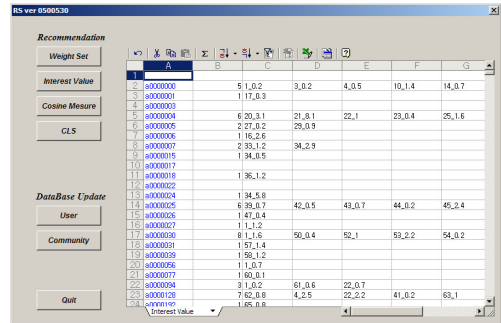 RS ver 0500530
Recommendation
Weight Set
Interest Value
Cosine Mesure
CLS
DataBase Update
User
Community
Quit
A B C D E F G
1
2 a0000000 5 1_0.2 3_0.2 4_0.5 10_1.4 14_0.7
3 a0000001 1 17_0.3
4 a0000003
5 a0000004 6 20_3.1 21_8.1 22_1 23_0.4 25_1.6
6 a0000005 2 27_0.2 29_0.9
7 a0000006 1 16_2.6
8 a0000007 2 33_1.2 34_2.9
9 a0000015 1 34_0.5
10 a0000017
11 a0000018 1 36_1.2
12 a0000022
13 a0000024 1 34_5.8
14 a0000025 6 39_0.7 42_0.5 43_0.7 44_0.2 45_2.4
15 a0000026 1 47_0.4
16 a0000027 1 1_1.2
17 a0000030 8 1_1.6 50_0.4 52_1 53_2.2 54_0.2
18 a0000031 1 57_1.4
19 a0000039 1 58_1.2
20 a0000056 1 1_0.7
21 a0000077 1 60_0.1
22 a0000094 3 1_0.2 61_0.6 22_0.7
23 a0000128 7 62_0.8 4_2.5 22_2.2 41_0.2 63_1
24 a0000192 1 65_0.8
Interest Value